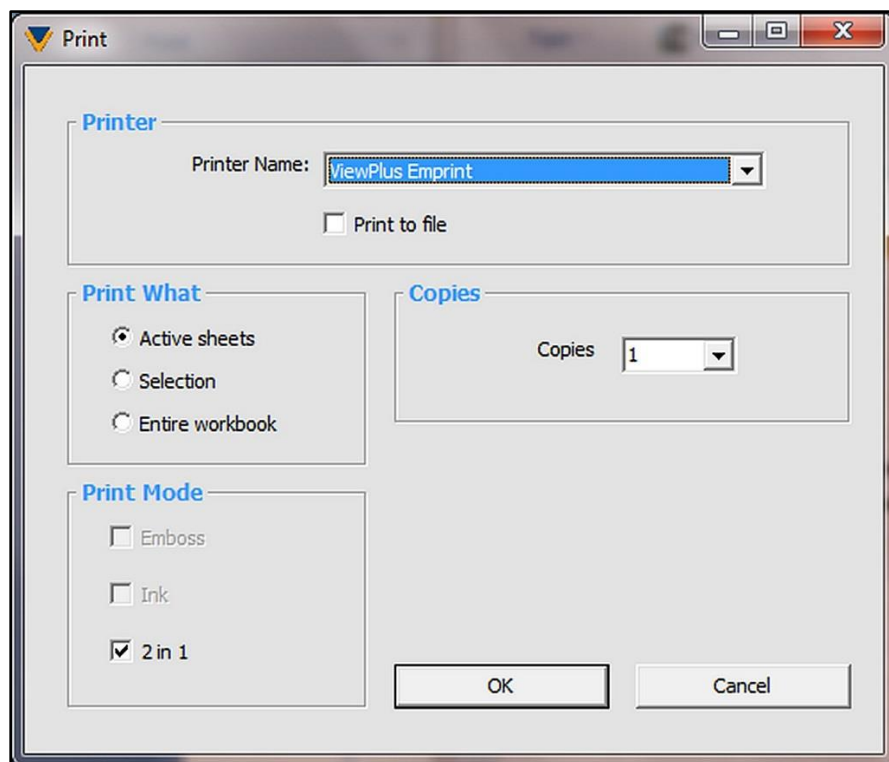 Print
Printer
Printer Name: ViewPlus Emprint
Print to file
Print What
Active sheets
Selection
Entire workbook
Copies
Copies 1
Print Mode
Emboss
Ink
2 in 1
OK Cancel